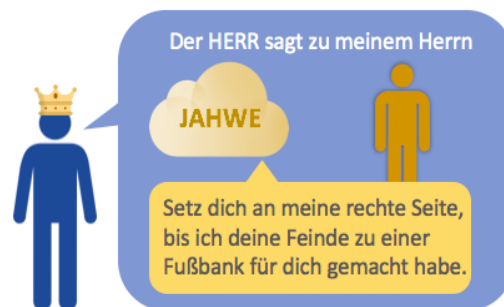 Der HERR sagt zu meinem Herrn
JAHWE
Setz dich an meine rechte Seite,
bis ich deine Feinde zu einer
Fußbank für dich gemacht habe.